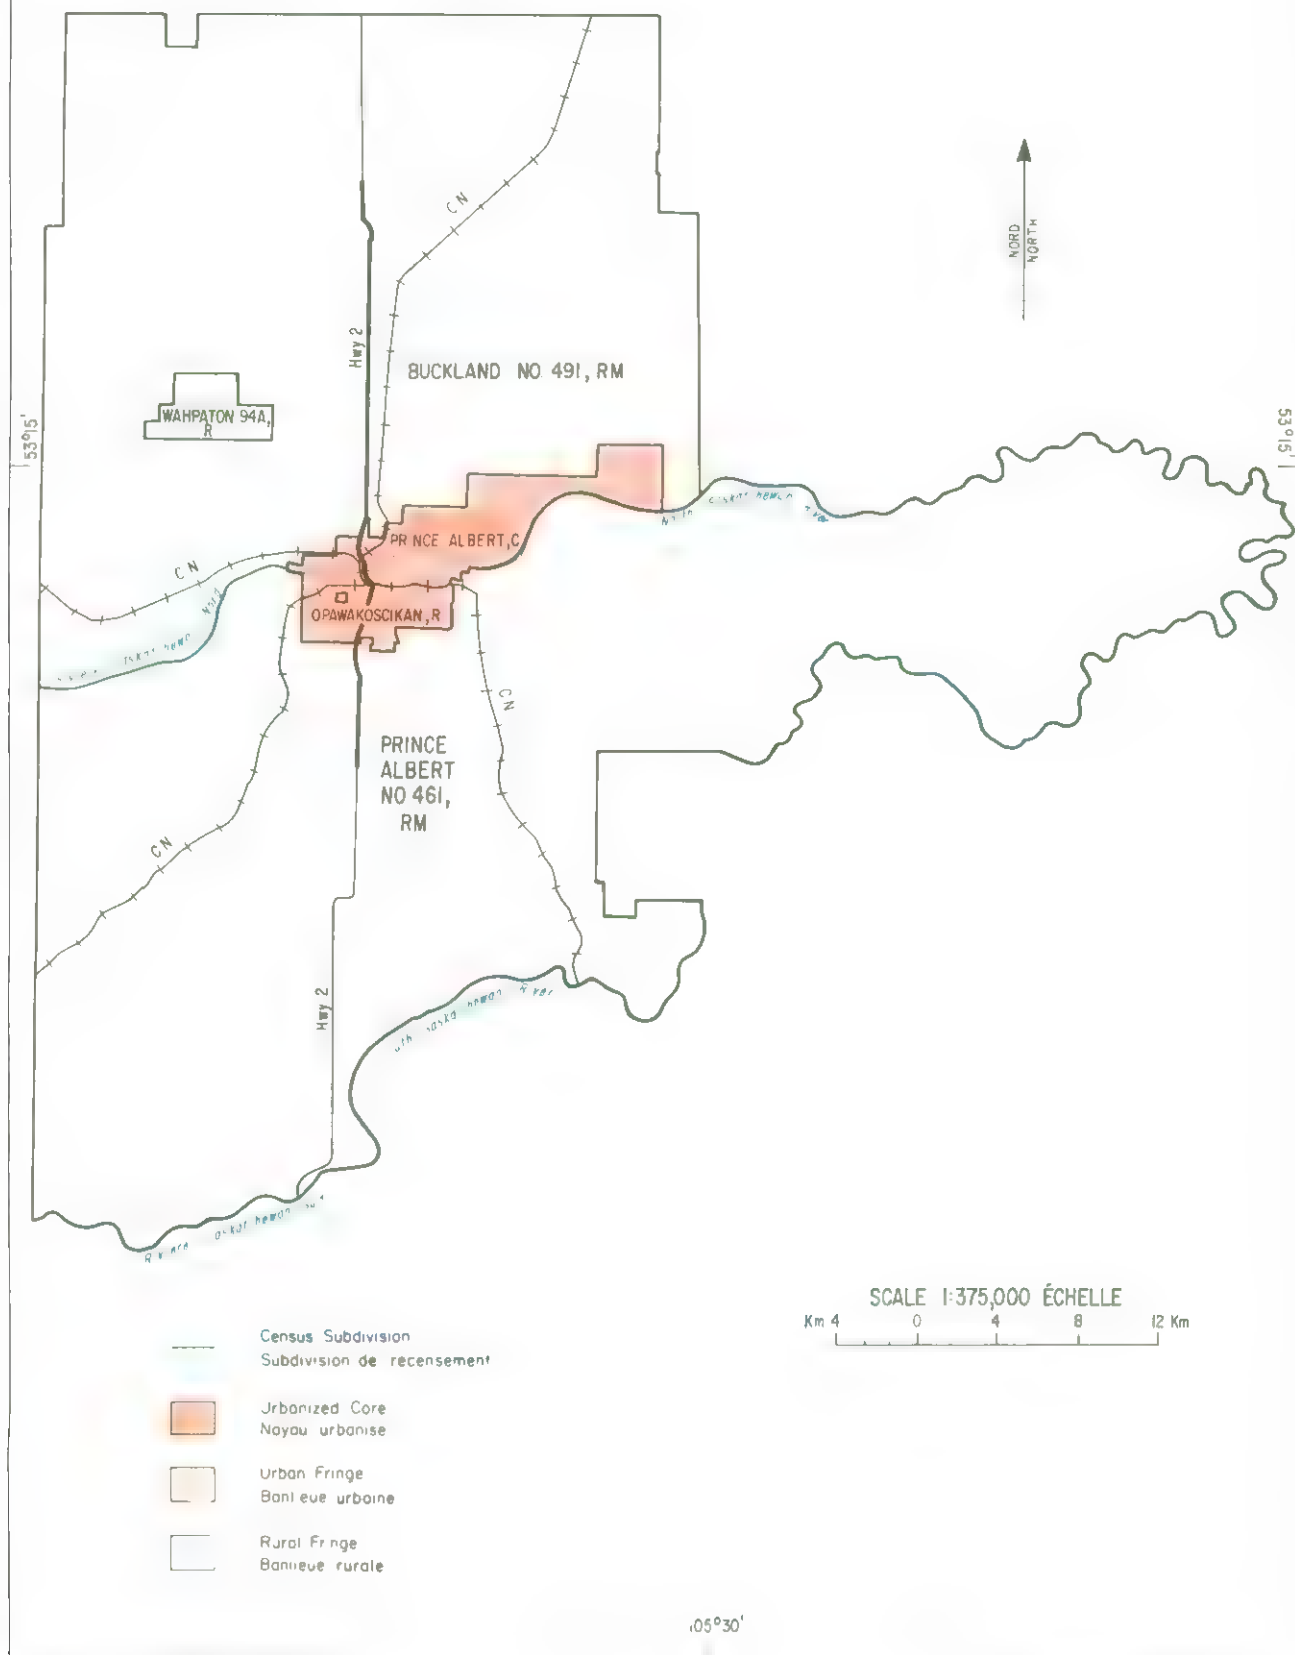 CN
NORD
NORTH
Hwy 2
BUCKLAND NO. 491, RM
WAHPATON 94A,
R
53°15'
53°15'
PRINCE ALBERT, C
CN
OPAWAKOSCIKAN, R
CN
PRINCE
ALBERT
NO 461,
RM
CN
Hwy 2
River
SCALE 1:375,000 ÉCHELLE
Km 4 0 4 8 12 Km
Census Subdivision
Subdivision de recensement
Urbanized Core
Noyau urbanise
Urban Fringe
Banlieue urbaine
Rural Fringe
Banlieue rurale
105°30'